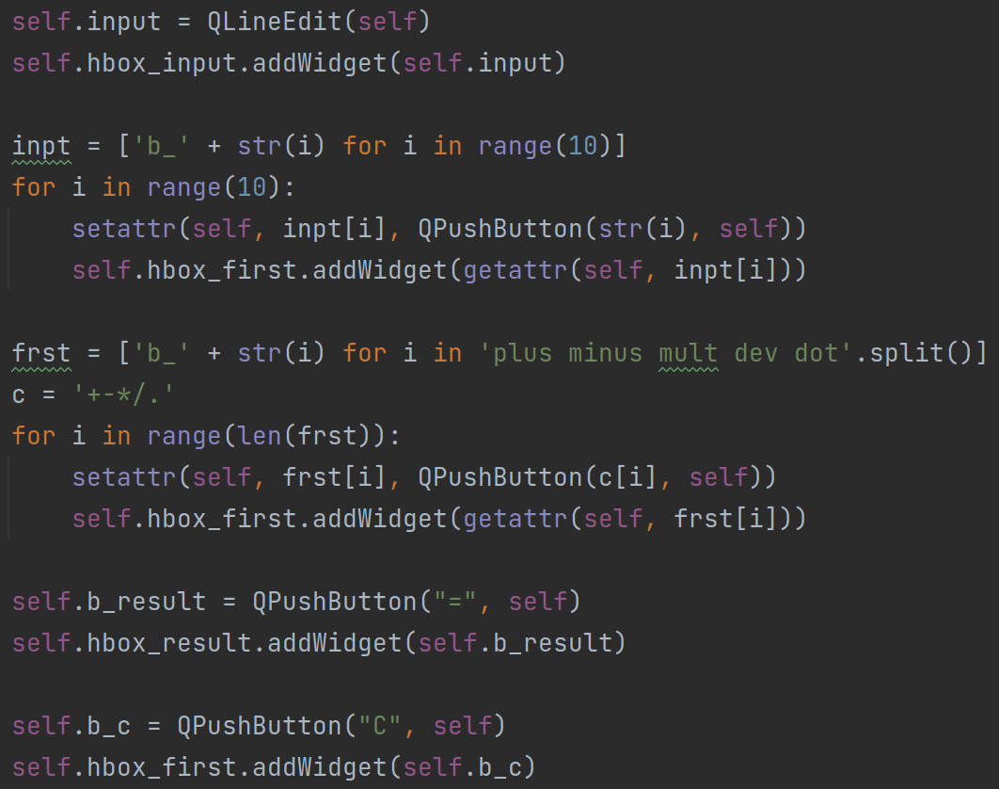 self.input = QLineEdit(self)
self.hbox_input.addWidget(self.input)
inpt = ['b_' + str(i) for i in range(10)]
for i in range(10):
    setattr(self, inpt[i], QPushButton(str(i), self))
    self.hbox_first.addWidget(getattr(self, inpt[i]))
frst = ['b_' + str(i) for i in 'plus minus mult dev dot'.split()]
c = '+-*/.'
for i in range(len(frst)):
    setattr(self, frst[i], QPushButton(c[i], self))
    self.hbox_first.addWidget(getattr(self, frst[i]))
self.b_result = QPushButton("=", self)
self.hbox_result.addWidget(self.b_result)
self.b_c = QPushButton("C", self)
self.hbox_first.addWidget(self.b_c)